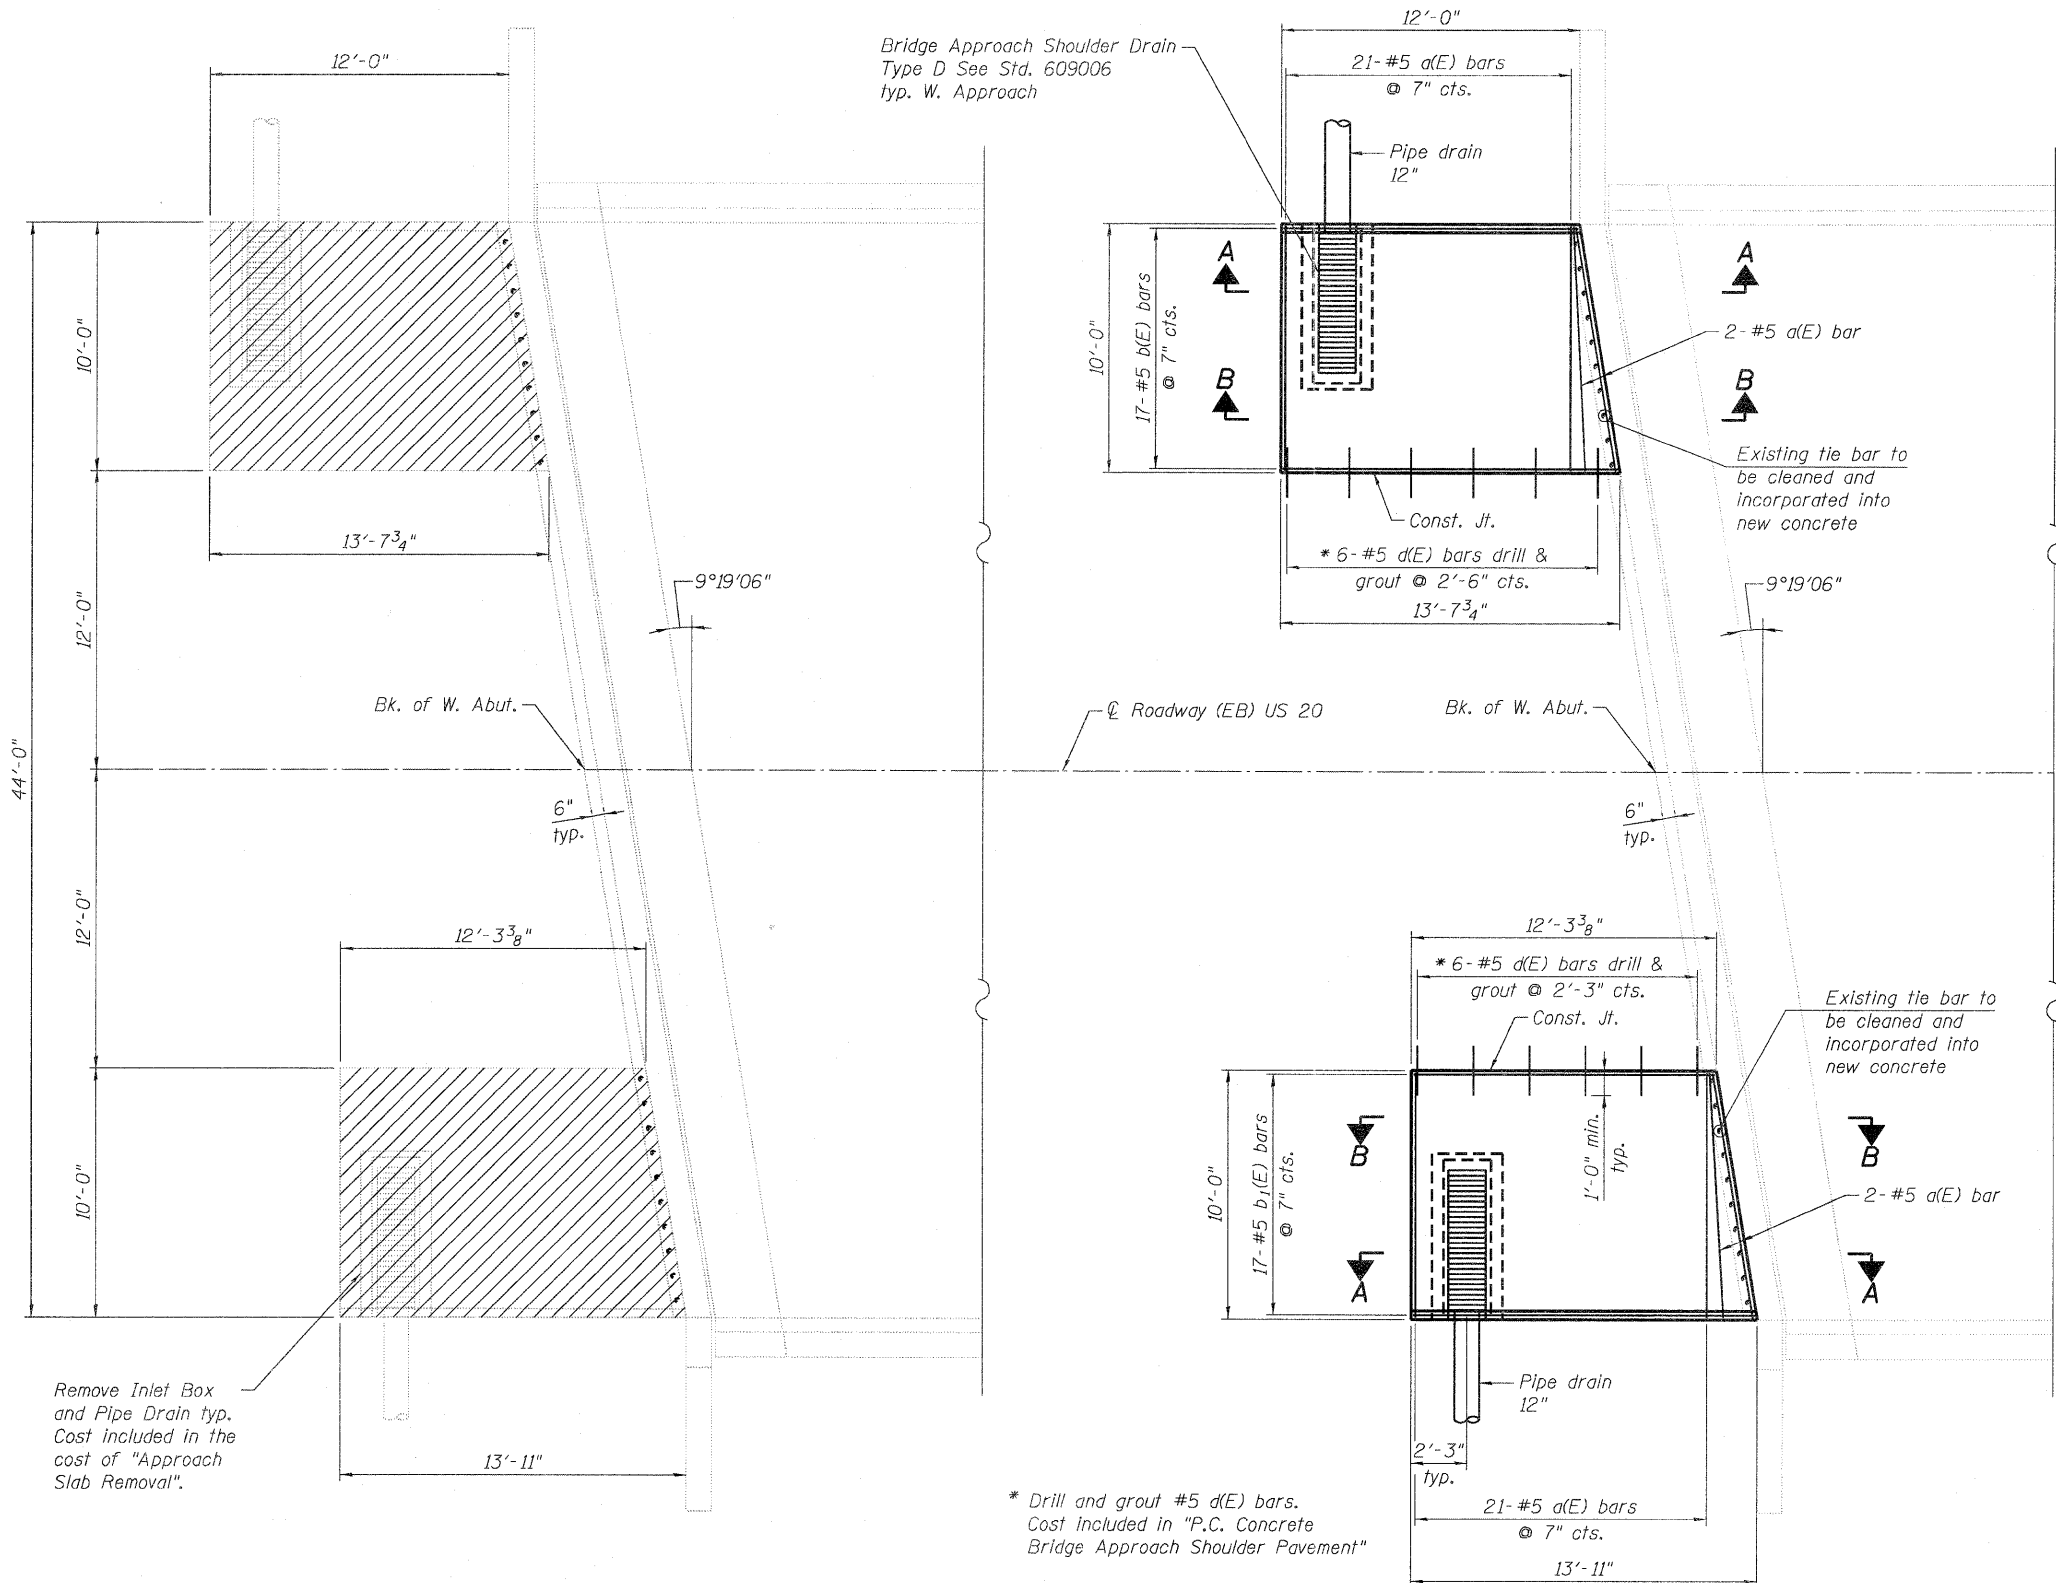 12'-0"
12'-0"
Bridge Approach Shoulder Drain
Type D See Std. 609006
typ. W. Approach
21-#5 a(E) bars
@ 7" cts.
Pipe drain
12"
10'-0"
13'-7 3/4"
12'-0"
9°19'06"
Bk. of W. Abut.
44'-0"
6"
typ.
12'-0"
12'-3 3/8"
10'-0"
Remove Inlet Box
and Pipe Drain typ.
Cost included in the
cost of "Approach
Slab Removal".
13'-11"
A
A
10'-0"
17-#5 b(E) bars
@ 7" cts.
2-#5 a(E) bar
B
B
Existing tie bar to
be cleaned and
incorporated into
new concrete
Const. Jt.
* 6-#5 d(E) bars drill &
grout @ 2'-6" cts.
13'-7 3/4"
9°19'06"
℄ Roadway (EB) US 20
Bk. of W. Abut.
6"
typ.
12'-3 3/8"
* 6-#5 d(E) bars drill &
grout @ 2'-3" cts.
Const. Jt.
Existing tie bar to
be cleaned and
incorporated into
new concrete
10'-0"
17-#5 b1(E) bars
@ 7" cts.
1'-0" min.
typ.
B
B
2-#5 a(E) bar
A
A
Pipe drain
12"
2'-3"
typ.
21-#5 a(E) bars
@ 7" cts.
13'-11"
* Drill and grout #5 d(E) bars.
Cost included in "P.C. Concrete
Bridge Approach Shoulder Pavement"